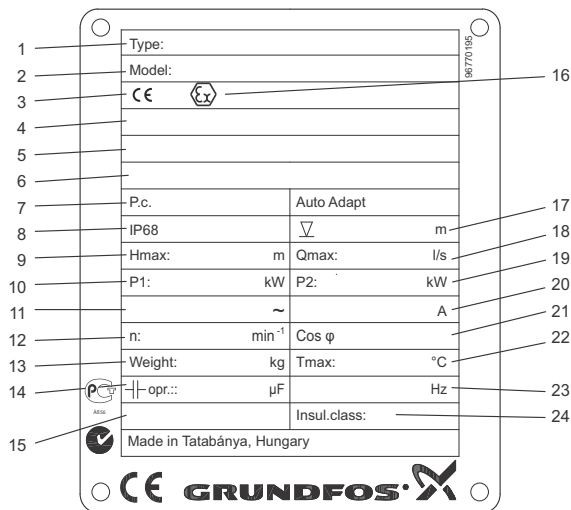 1 Type:
96770195
2 Model:
3 CE Ex 16
4
5
6
7 P.c. Auto Adapt
8 IP68 m 17
9 Hmax: m Qmax: l/s 18
10 P1: kW P2: kW 19
11 ~ A 20
12 n: min⁻¹ Cos φ 21
13 Weight: kg Tmax: °C 22
14 opr.:: µF Hz 23
15 Insul.class: 24
Made in Tatabánya, Hungary
CE GRUNDFOS